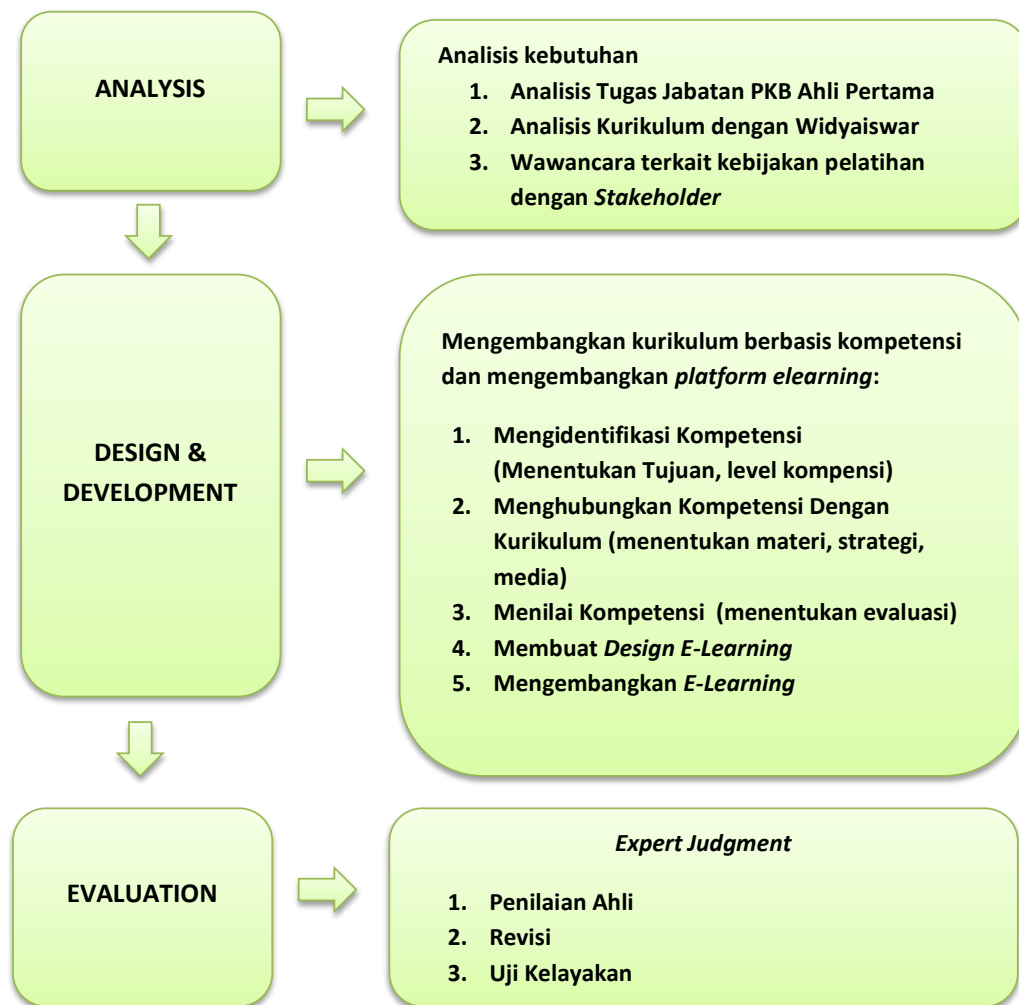 ANALYSIS
Analisis kebutuhan
1. Analisis Tugas Jabatan PKB Ahli Pertama
2. Analisis Kurikulum dengan Widyaiswar
3. Wawancara terkait kebijakan pelatihan
dengan Stakeholder
DESIGN &
DEVELOPMENT
Mengembangkan kurikulum berbasis kompetensi
dan mengembangkan platform elearning:
1. Mengidentifikasi Kompetensi
(Menentukan Tujuan, level kompensi)
2. Menghubungkan Kompetensi Dengan
Kurikulum (menentukan materi, strategi,
media)
3. Menilai Kompetensi (menentukan evaluasi)
4. Membuat Design E-Learning
5. Mengembangkan E-Learning
EVALUATION
Expert Judgment
1. Penilaian Ahli
2. Revisi
3. Uji Kelayakan